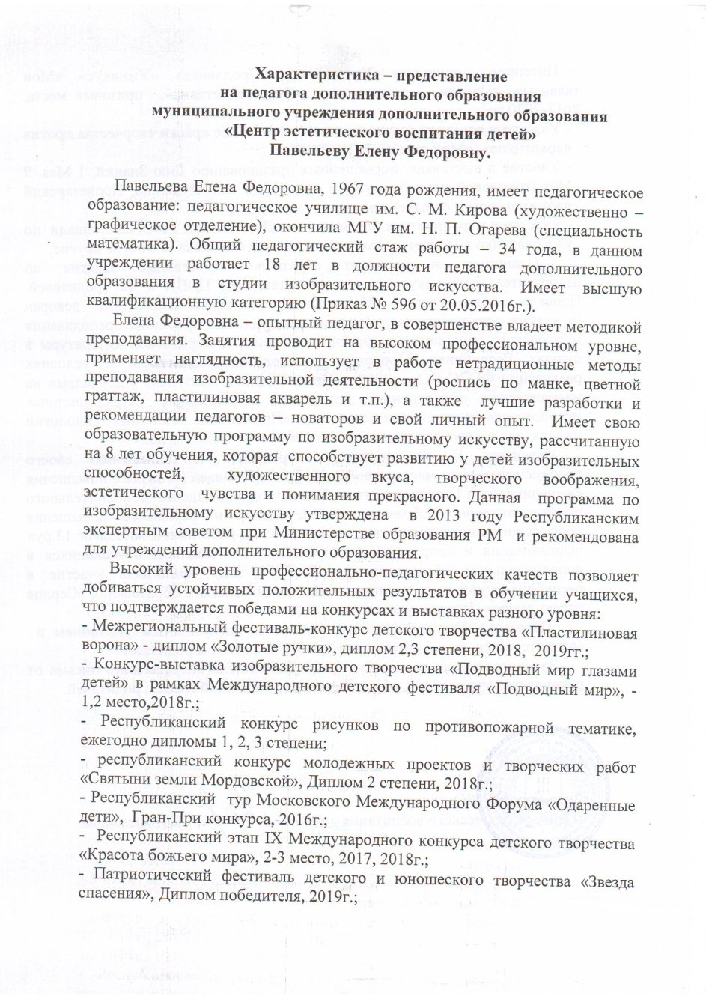 Характеристика – представление
на педагога дополнительного образования
муниципального учреждения дополнительного образования
«Центр эстетического воспитания детей»
Павельеву Елену Федоровну.
Павельева Елена Федоровна, 1967 года рождения, имеет педагогическое
образование: педагогическое училище им. С. М. Кирова (художественно –
графическое отделение), окончила МГУ им. Н. П. Огарева (специальность
математика). Общий педагогический стаж работы – 34 года, в данном
учреждении работает 18 лет в должности педагога дополнительного
образования в студии изобразительного искусства. Имеет высшую
квалификационную категорию (Приказ № 596 от 20.05.2016г.).
Елена Федоровна – опытный педагог, в совершенстве владеет методикой
преподавания. Занятия проводит на высоком профессиональном уровне,
применяет наглядность, использует в работе нетрадиционные методы
преподавания изобразительной деятельности (роспись по манке, цветной
граттаж, пластилиновая акварель и т.п.), а также лучшие разработки и
рекомендации педагогов – новаторов и свой личный опыт. Имеет свою
образовательную программу по изобразительному искусству, рассчитанную
на 8 лет обучения, которая способствует развитию у детей изобразительных
способностей, художественного вкуса, творческого воображения,
эстетического чувства и понимания прекрасного. Данная программа по
изобразительному искусству утверждена в 2013 году Республиканским
экспертным советом при Министерстве образования РМ и рекомендована
для учреждений дополнительного образования.
Высокий уровень профессионально-педагогических качеств позволяет
добиваться устойчивых положительных результатов в обучении учащихся,
что подтверждается победами на конкурсах и выставках разного уровня:
- Межрегиональный фестиваль-конкурс детского творчества «Пластилиновая
ворона» - диплом «Золотые ручки», диплом 2,3 степени, 2018, 2019гг.;
- Конкурс-выставка изобразительного творчества «Подводный мир глазами
детей» в рамках Международного детского фестиваля «Подводный мир», -
1,2 место,2018г.;
- Республиканский конкурс рисунков по противопожарной тематике,
ежегодно дипломы 1, 2, 3 степени;
- республиканский конкурс молодежных проектов и творческих работ
«Святыни земли Мордовской», Диплом 2 степени, 2018г.;
- Республиканский тур Московского Международного Форума «Одаренные
дети», Гран-При конкурса, 2016г.;
- Республиканский этап IX Международного конкурса детского творчества
«Красота божьего мира», 2-3 место, 2017, 2018г.;
- Патриотический фестиваль детского и юношеского творчества «Звезда
спасения», Диплом победителя, 2019г.;